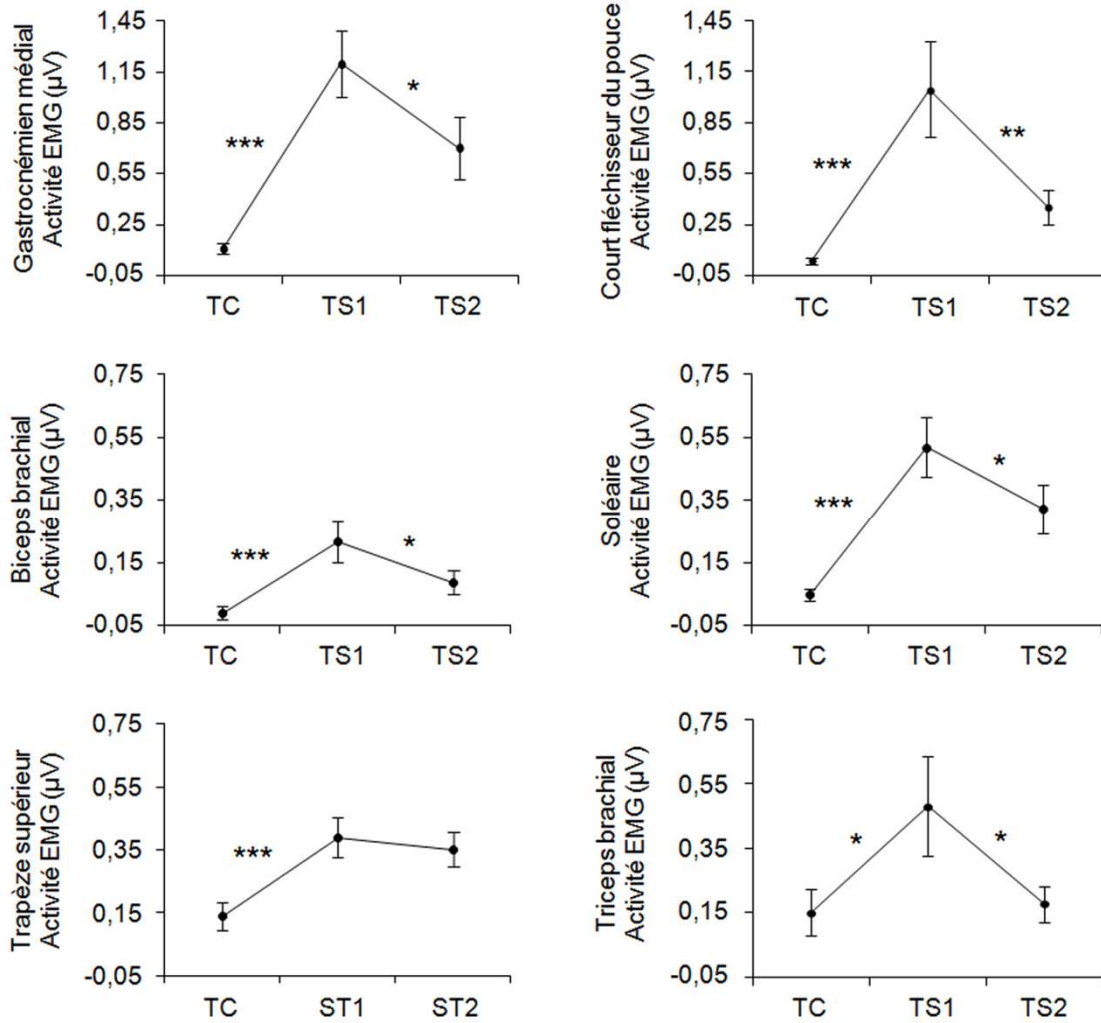 Gastrocnémien médial
Activité EMG (µV)
1,45
1,15
0,85
0,55
0,25
-0,05
***
*
TC TS1 TS2
Court fléchisseur du pouce
Activité EMG (µV)
1,45
1,15
0,85
0,55
0,25
-0,05
***
**
TC TS1 TS2
Biceps brachial
Activité EMG (µV)
0,75
0,55
0,35
0,15
-0,05
***
*
TC TS1 TS2
Soléaire
Activité EMG (µV)
0,75
0,55
0,35
0,15
-0,05
***
*
TC TS1 TS2
Trapèze supérieur
Activité EMG (µV)
0,75
0,55
0,35
0,15
-0,05
***
TC ST1 ST2
Triceps brachial
Activité EMG (µV)
0,75
0,55
0,35
0,15
-0,05
*
*
TC TS1 TS2